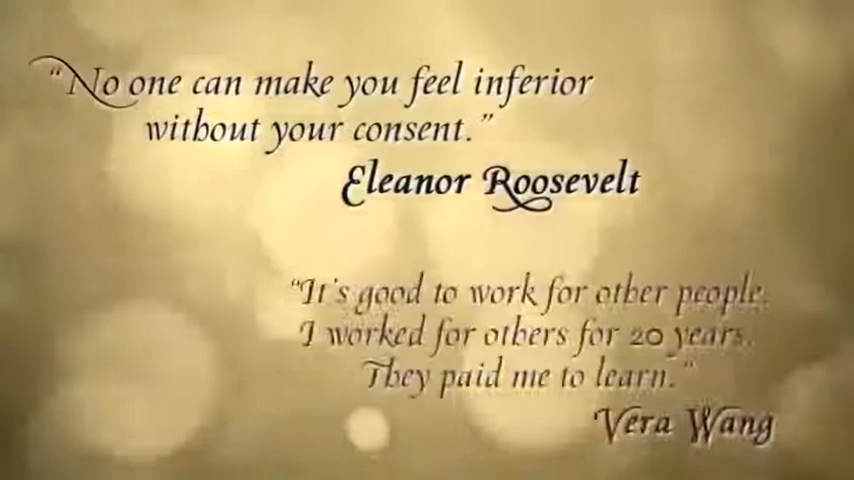 “No one can make you feel inferior
without your consent.”
Eleanor Roosevelt
“It's good to work for other people.
I worked for others for 20 years.
They paid me to learn.”
Vera Wang